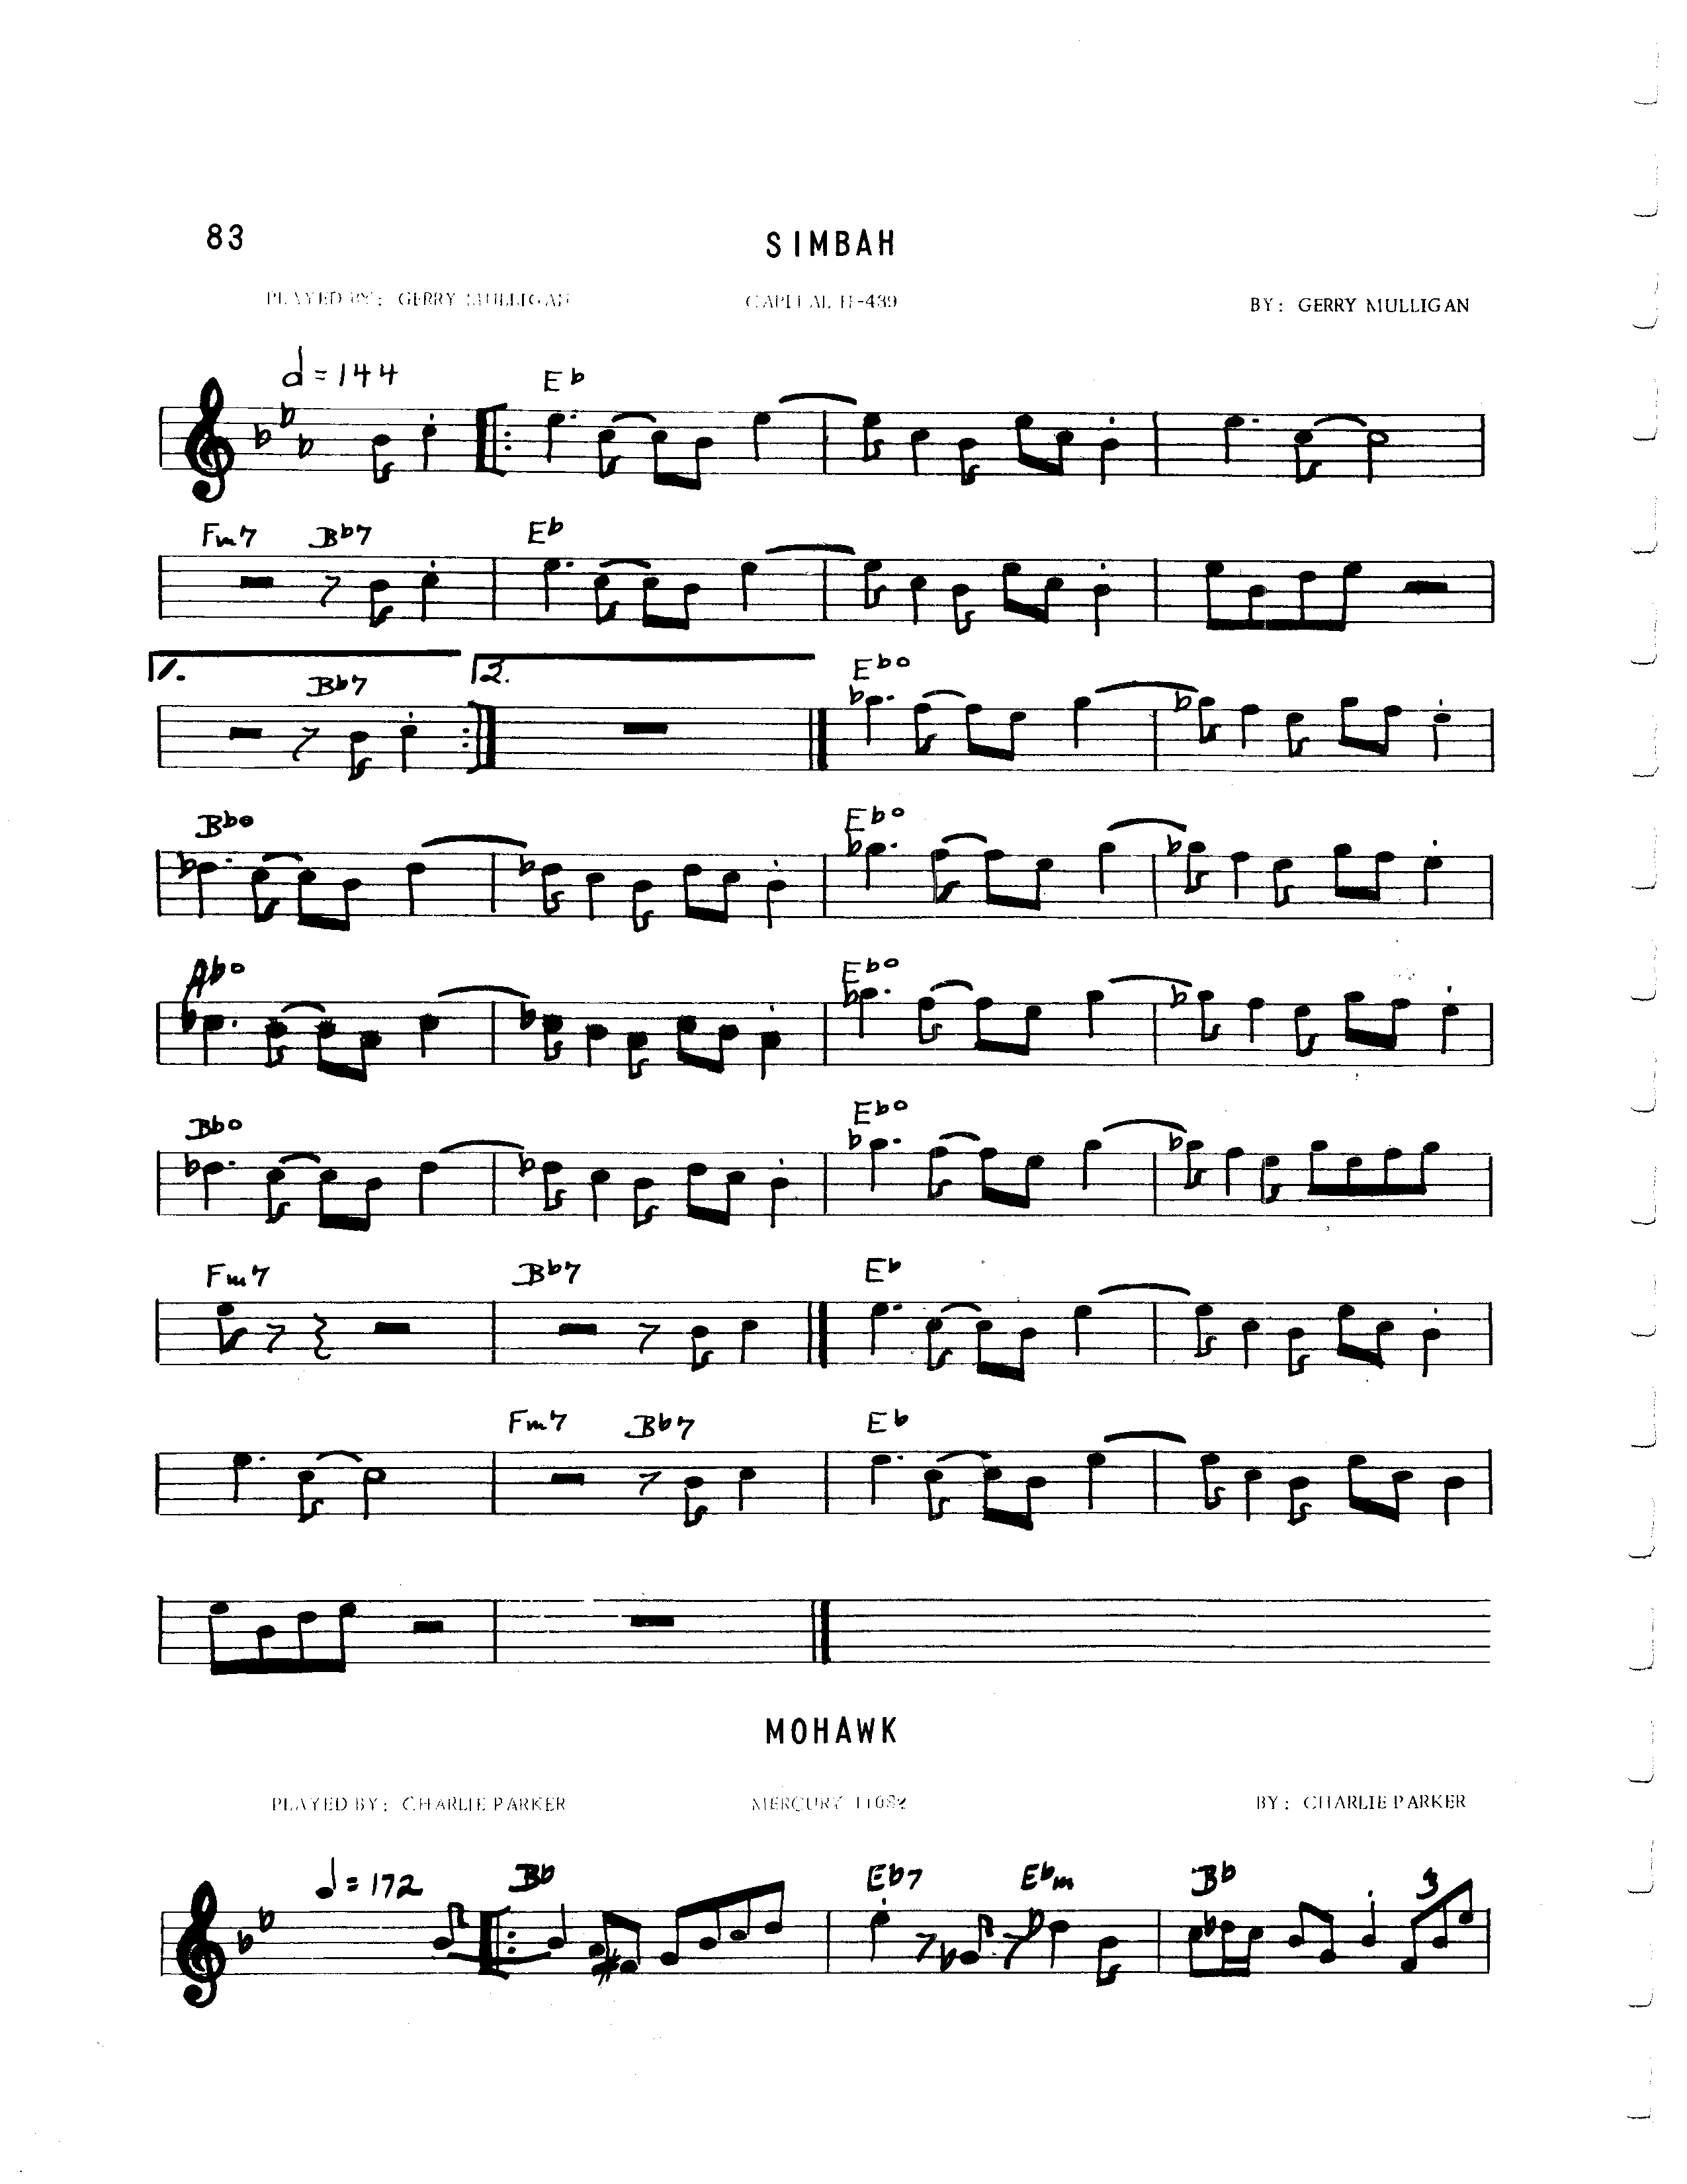 83
SIMBAH
PLAYED BY: GERRY MULLIGAN CAPITAL H-439 BY: GERRY MULLIGAN
𝅗𝅥 = 144 Eb
Fm7 Bb7 Eb
1. Bb7 2. Ebo
Bbo Ebo
Abo Ebo
Bbo Ebo
Fm7 Bb7 Eb
Fm7 Bb7 Eb
MOHAWK
PLAYED BY: CHARLIE PARKER MERCURY 11082 BY: CHARLIE PARKER
♩ = 172 Bb Eb7 Ebm Bb 3